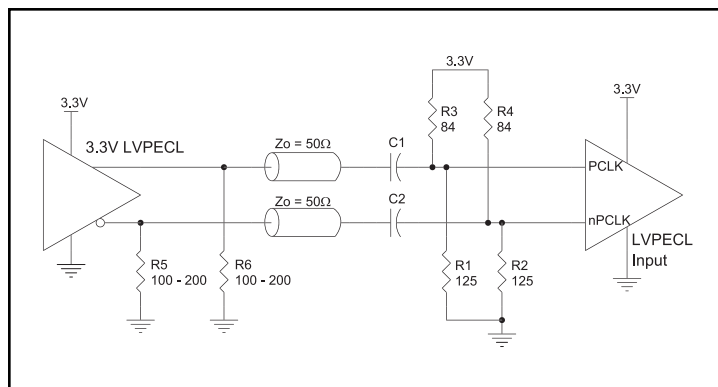 3.3V
3.3V LVPECL
R5
100 - 200
R6
100 - 200
Zo = 50Ω
Zo = 50Ω
C1
C2
3.3V
R3
84
R4
84
R1
125
R2
125
3.3V
PCLK
nPCLK
LVPECL
Input